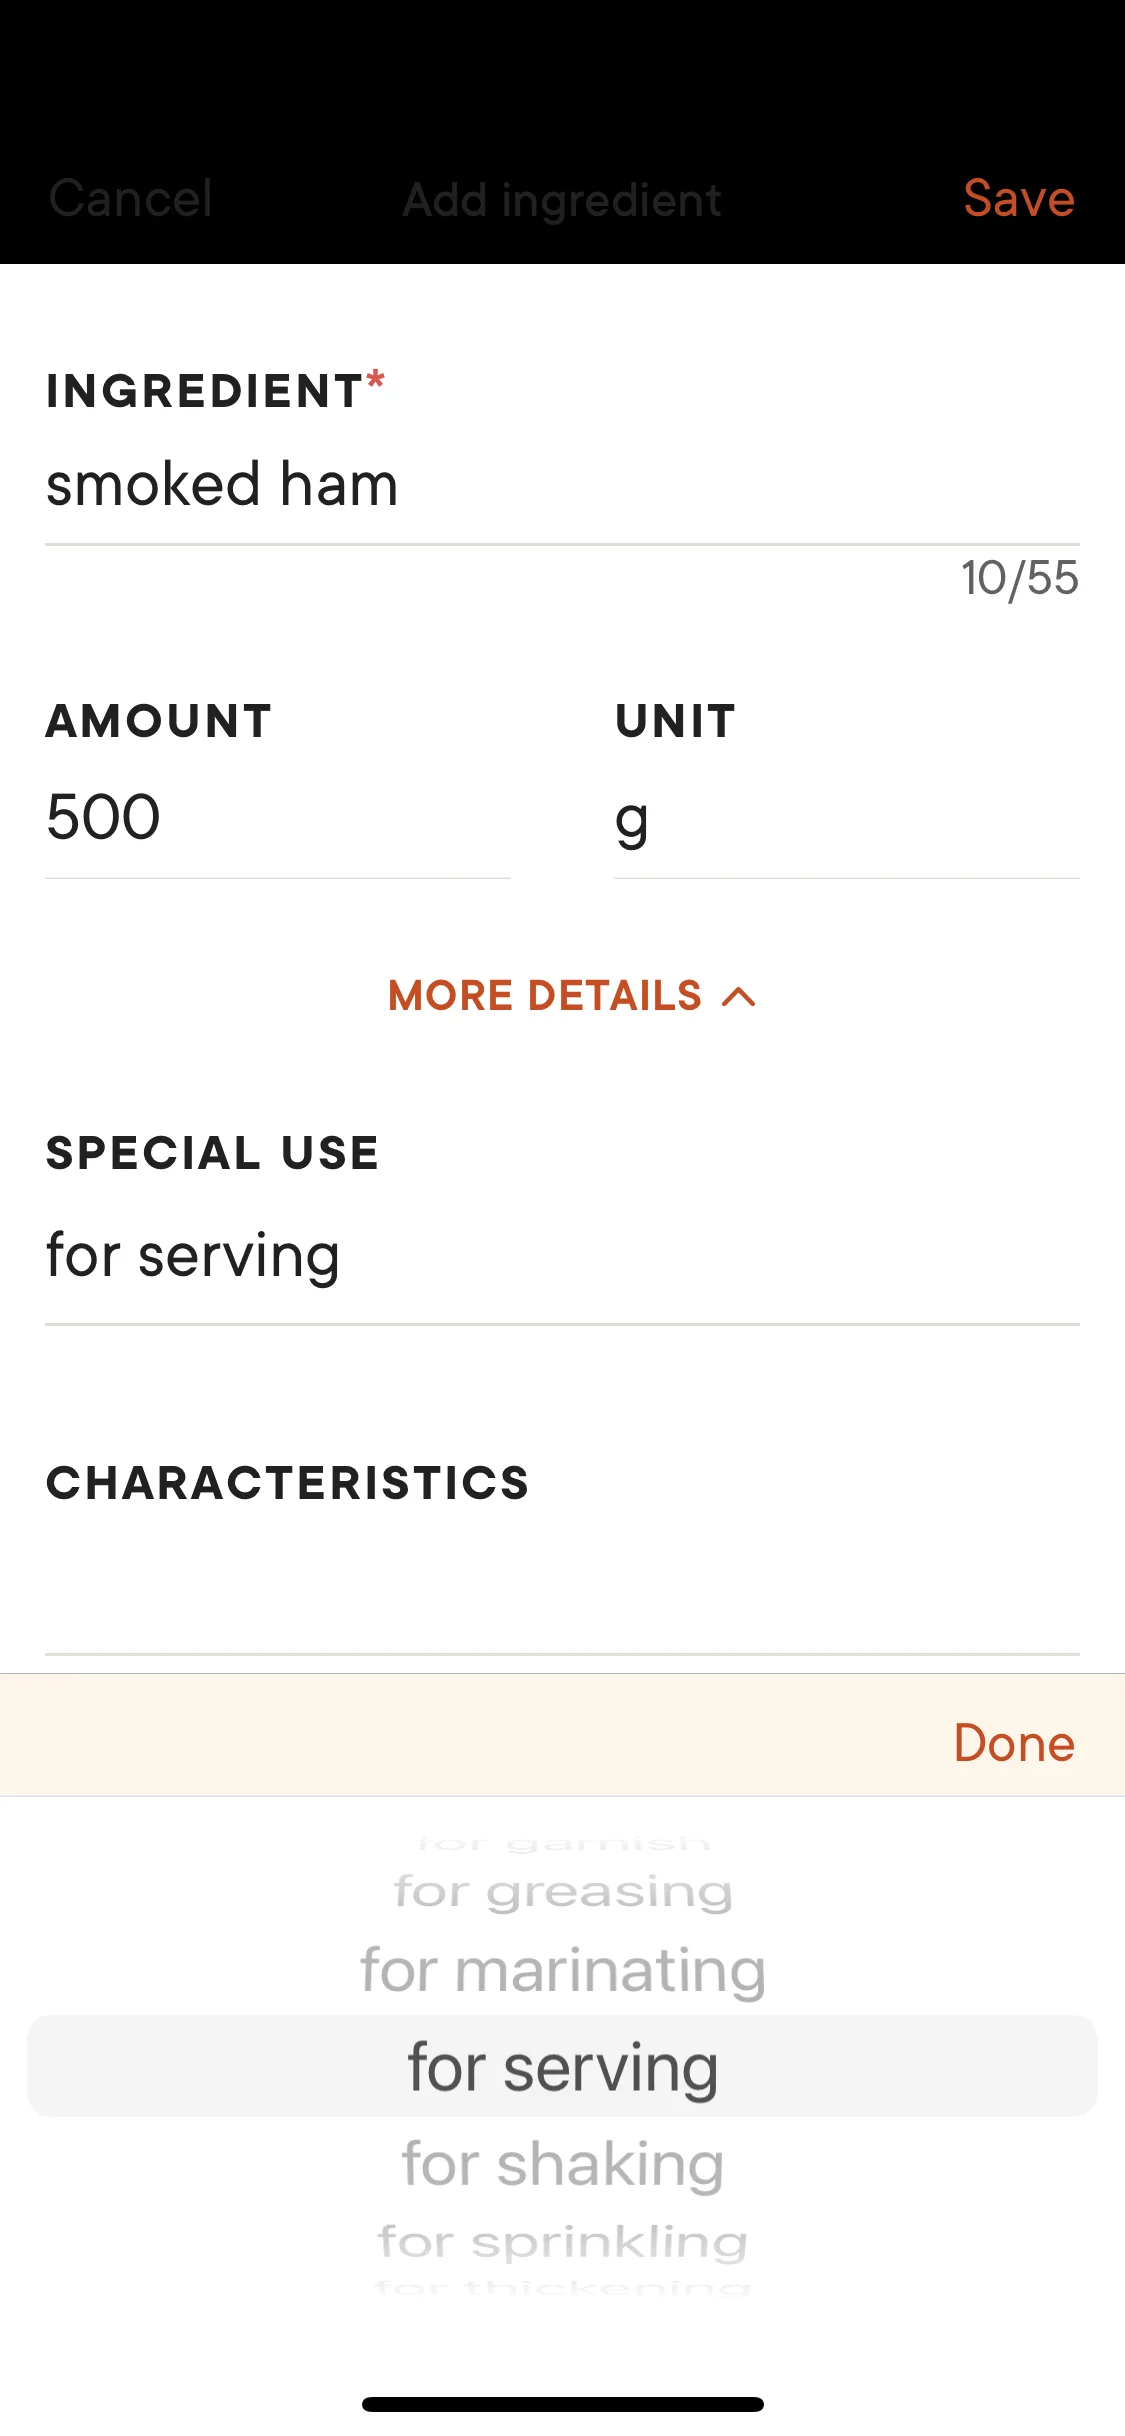 Cancel Add ingredient Save
INGREDIENT*
smoked ham
10/55
AMOUNT UNIT
500 g
MORE DETAILS
SPECIAL USE
for serving
CHARACTERISTICS
Done
for garnish
for greasing
for marinating
for serving
for shaking
for sprinkling
for thickening